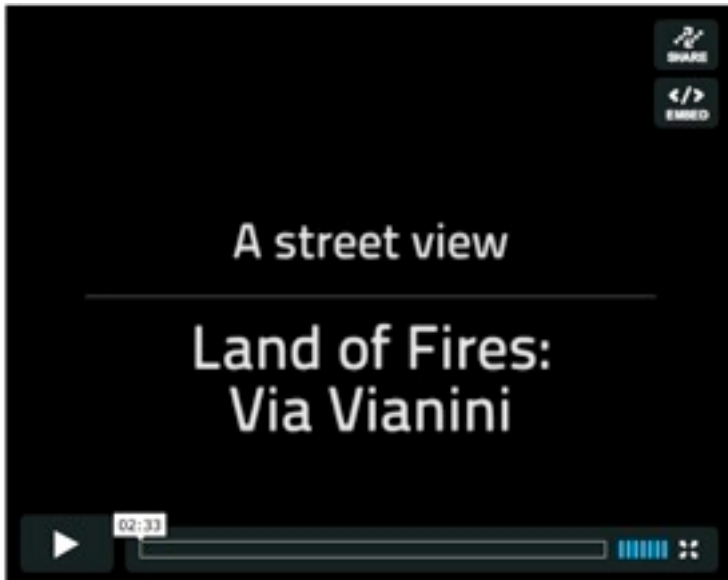 SHARE
</>
EMBED
A street view
Land of Fires:
Via Vianini
02:33